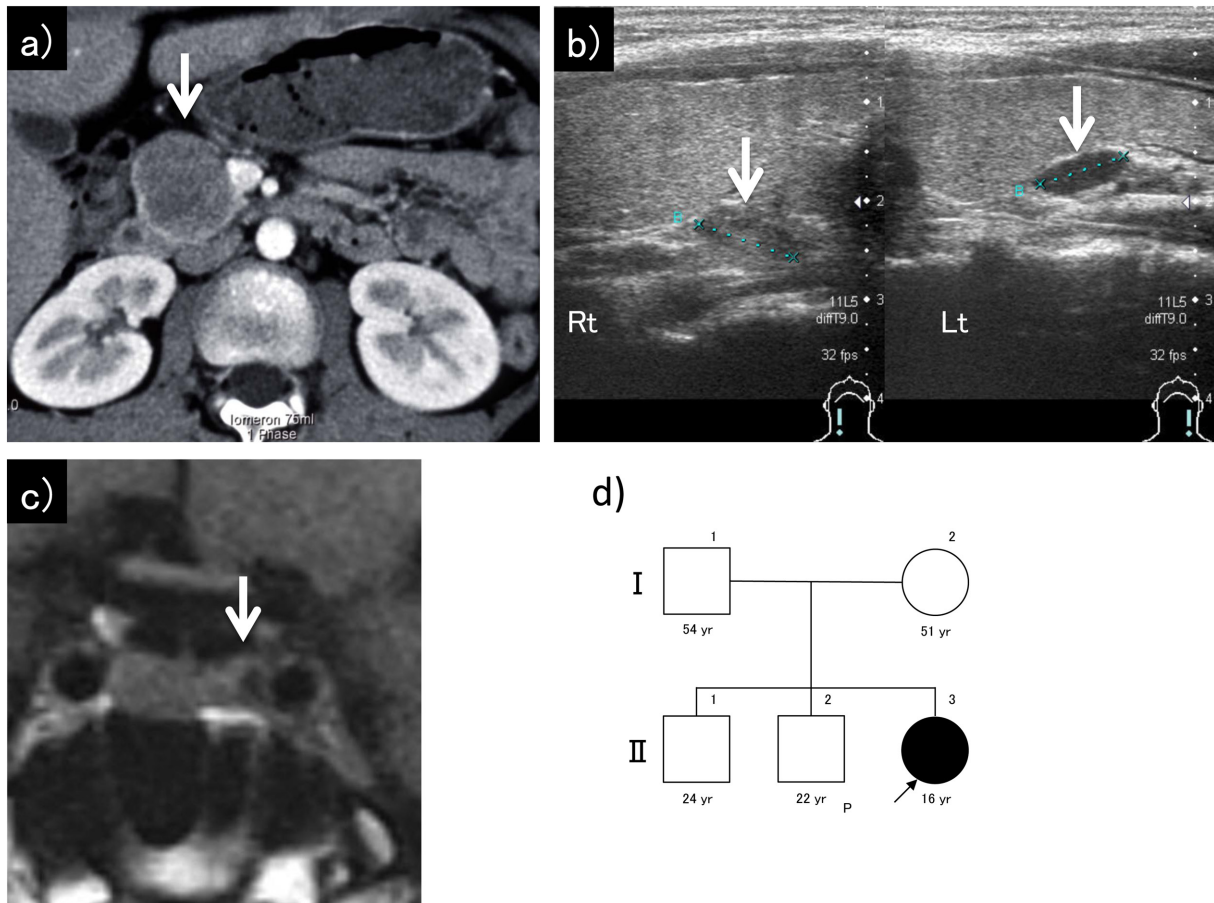 a)
.0
Iomeron 75ml
1 Phase
b)
B
Rt
11L5
diffT9.0
32 fps
B
Lt
11L5
diffT9.0
32 fps
1
2
3
4
c)
d)
I
1
2
54 yr
51 yr
II
1
2
3
24 yr
22 yr
P
16 yr